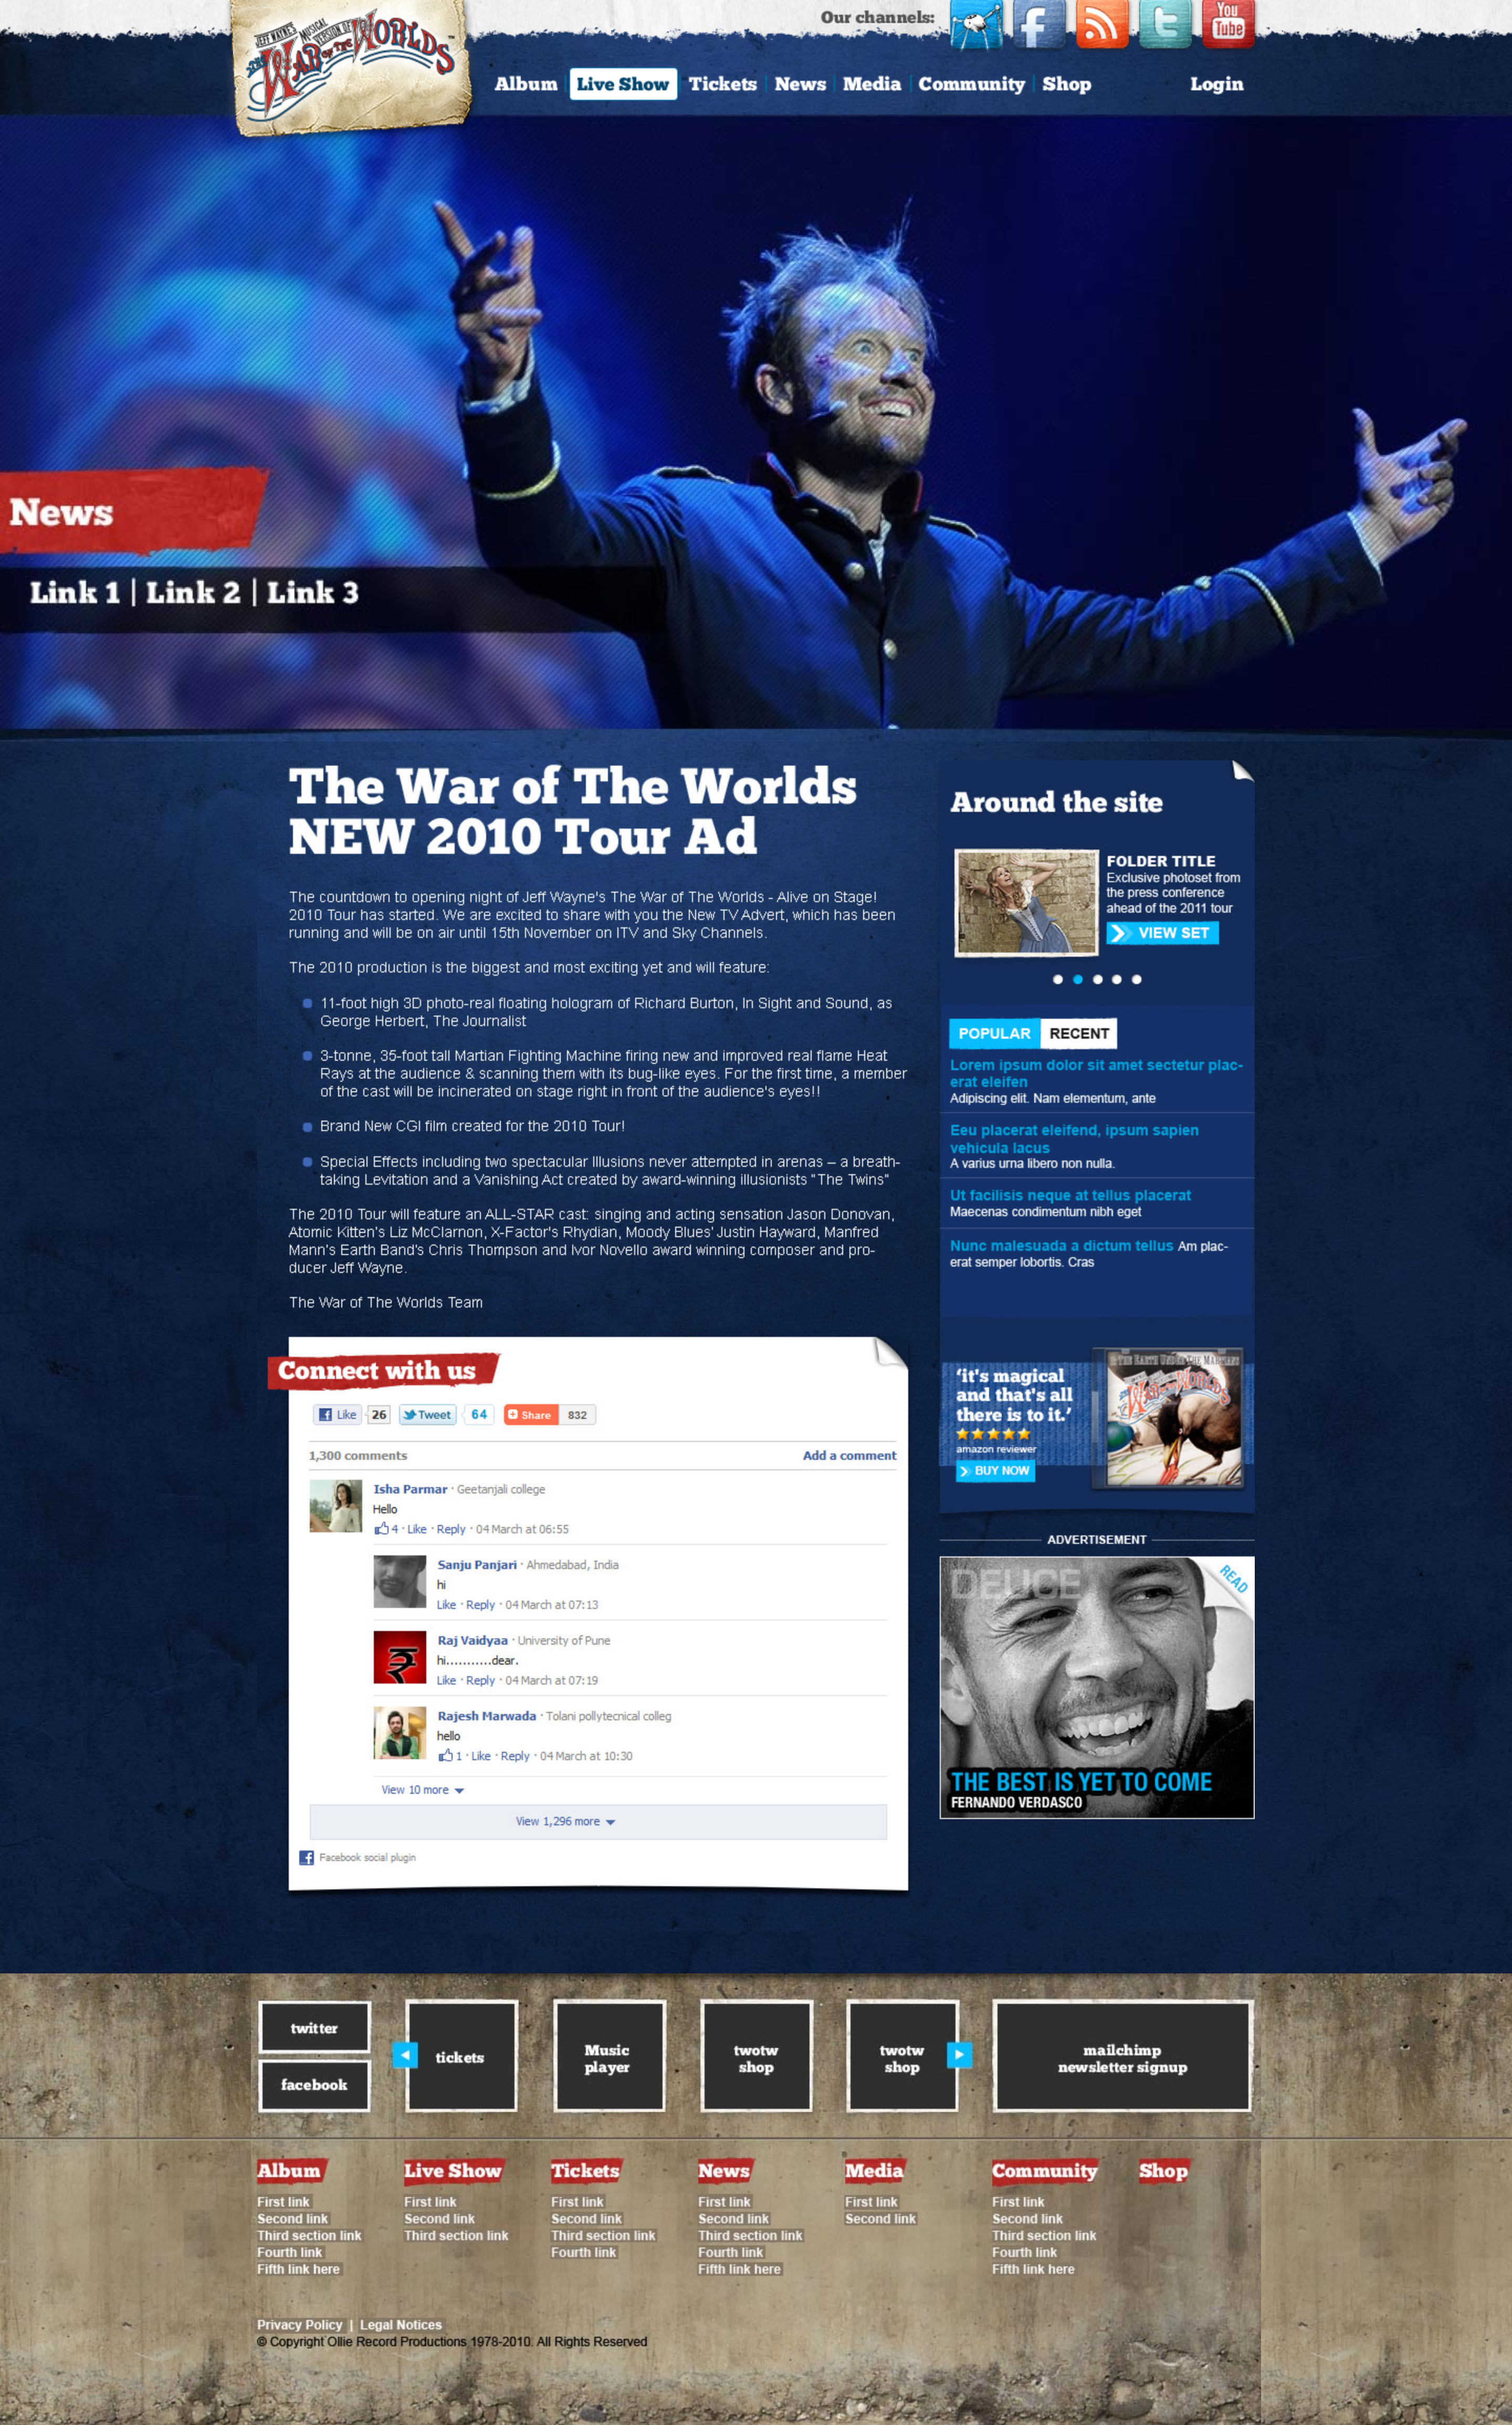 JEFF WAYNE'S MUSICAL VERSION OF
THE WAR OF THE WORLDS
Our channels:
You
Tube
Album
Live Show
Tickets
News
Media
Community
Shop
Login
News
Link 1 | Link 2 | Link 3
The War of The Worlds
NEW 2010 Tour Ad
The countdown to opening night of Jeff Wayne's The War of The Worlds - Alive on Stage!
2010 Tour has started. We are excited to share with you the New TV Advert, which has been
running and will be on air until 15th November on ITV and Sky Channels.
The 2010 production is the biggest and most exciting yet and will feature:
11-foot high 3D photo-real floating hologram of Richard Burton, In Sight and Sound, as
George Herbert, The Journalist
3-tonne, 35-foot tall Martian Fighting Machine firing new and improved real flame Heat
Rays at the audience & scanning them with its bug-like eyes. For the first time, a member
of the cast will be incinerated on stage right in front of the audience's eyes!!
Brand New CGI film created for the 2010 Tour!
Special Effects including two spectacular Illusions never attempted in arenas – a breath-
taking Levitation and a Vanishing Act created by award-winning illusionists "The Twins"
The 2010 Tour will feature an ALL-STAR cast: singing and acting sensation Jason Donovan,
Atomic Kitten's Liz McClarnon, X-Factor's Rhydian, Moody Blues' Justin Hayward, Manfred
Mann's Earth Band's Chris Thompson and Ivor Novello award winning composer and pro-
ducer Jeff Wayne.
The War of The Worlds Team
Connect with us
Like 26 Tweet 64 Share 832
1,300 comments
Add a comment
Isha Parmar · Geetanjali college
Hello
4 · Like · Reply · 04 March at 06:55
Sanju Panjari · Ahmedabad, India
hi
Like · Reply · 04 March at 07:13
Raj Vaidyaa · University of Pune
hi...........dear.
Like · Reply · 04 March at 07:19
Rajesh Marwada · Tolani pollytecnical colleg
hello
1 · Like · Reply · 04 March at 10:30
View 10 more
View 1,296 more
Facebook social plugin
Around the site
FOLDER TITLE
Exclusive photoset from
the press conference
ahead of the 2011 tour
VIEW SET
POPULAR
RECENT
Lorem ipsum dolor sit amet sectetur plac-
erat eleifen
Adipiscing elit. Nam elementum, ante
Eeu placerat eleifend, ipsum sapien
vehicula lacus
A varius urna libero non nulla.
Ut facilisis neque at tellus placerat
Maecenas condimentum nibh eget
Nunc malesuada a dictum tellus Am plac-
erat semper lobortis. Cras
'it's magical
and that's all
there is to it.'
amazon reviewer
BUY NOW
THE EARTH UNDER THE MARTIANS
ADVERTISEMENT
DEUCE
READ
THE BEST IS YET TO COME
FERNANDO VERDASCO
twitter
facebook
tickets
Music
player
twotw
shop
twotw
shop
mailchimp
newsletter signup
Album
First link
Second link
Third section link
Fourth link
Fifth link here
Live Show
First link
Second link
Third section link
Tickets
First link
Second link
Third section link
Fourth link
News
First link
Second link
Third section link
Fourth link
Fifth link here
Media
First link
Second link
Community
First link
Second link
Third section link
Fourth link
Fifth link here
Shop
Privacy Policy | Legal Notices
© Copyright Ollie Record Productions 1978-2010. All Rights Reserved